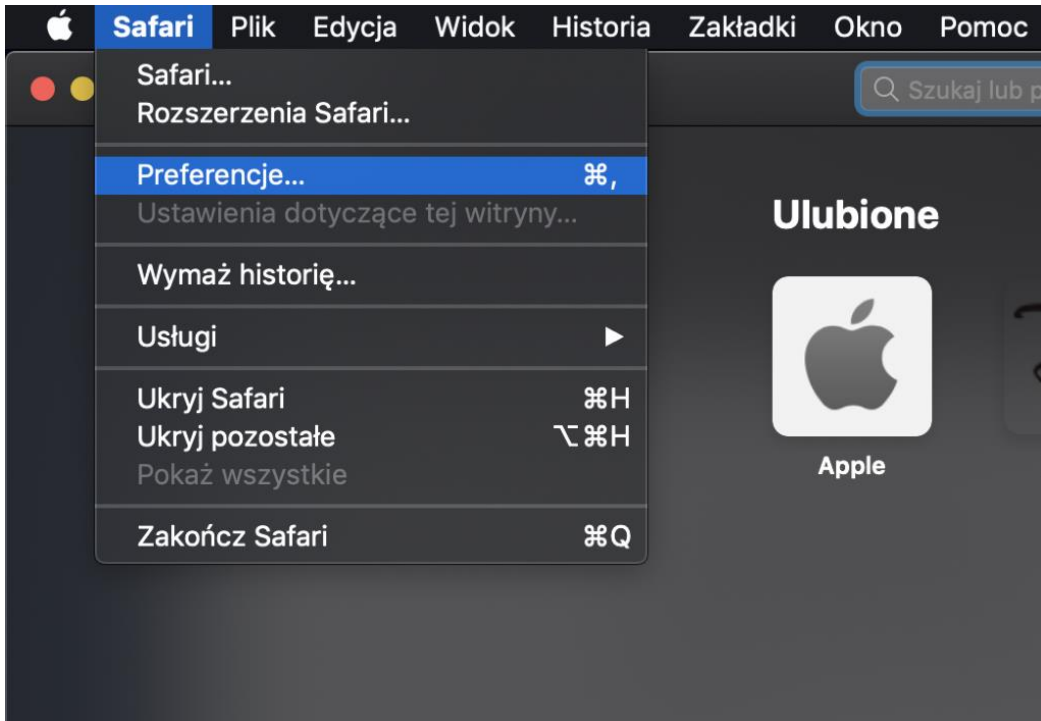 Safari Plik Edycja Widok Historia Zakładki Okno Pomoc
Szukaj lub
Safari...
Rozszerzenia Safari...
Preferencje... ⌘,
Ustawienia dotyczące tej witryny...
Wymaż historię...
Usługi ▶
Ukryj Safari ⌘H
Ukryj pozostałe ⌥⌘H
Pokaż wszystkie
Zakończ Safari ⌘Q
Ulubione
Apple